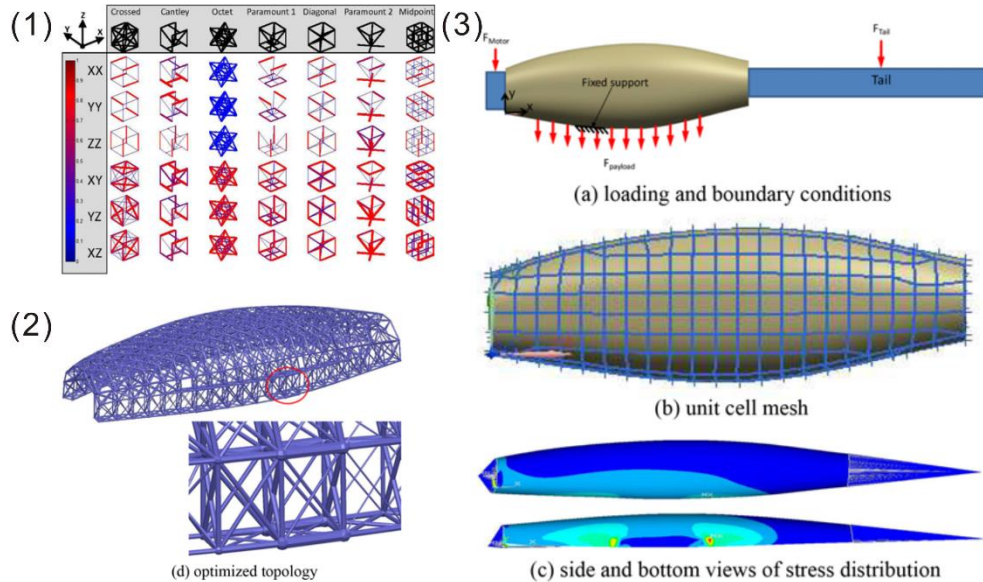 (1)
Crossed Cantley Octet Paramount 1 Diagonal Paramount 2 Midpoint
Z
Y X
XX
YY
ZZ
XY
YZ
XZ
(2)
(d) optimized topology
(3)
F_Motor
F_Tail
Fixed support
Tail
y
x
F_payload
(a) loading and boundary conditions
(b) unit cell mesh
(c) side and bottom views of stress distribution